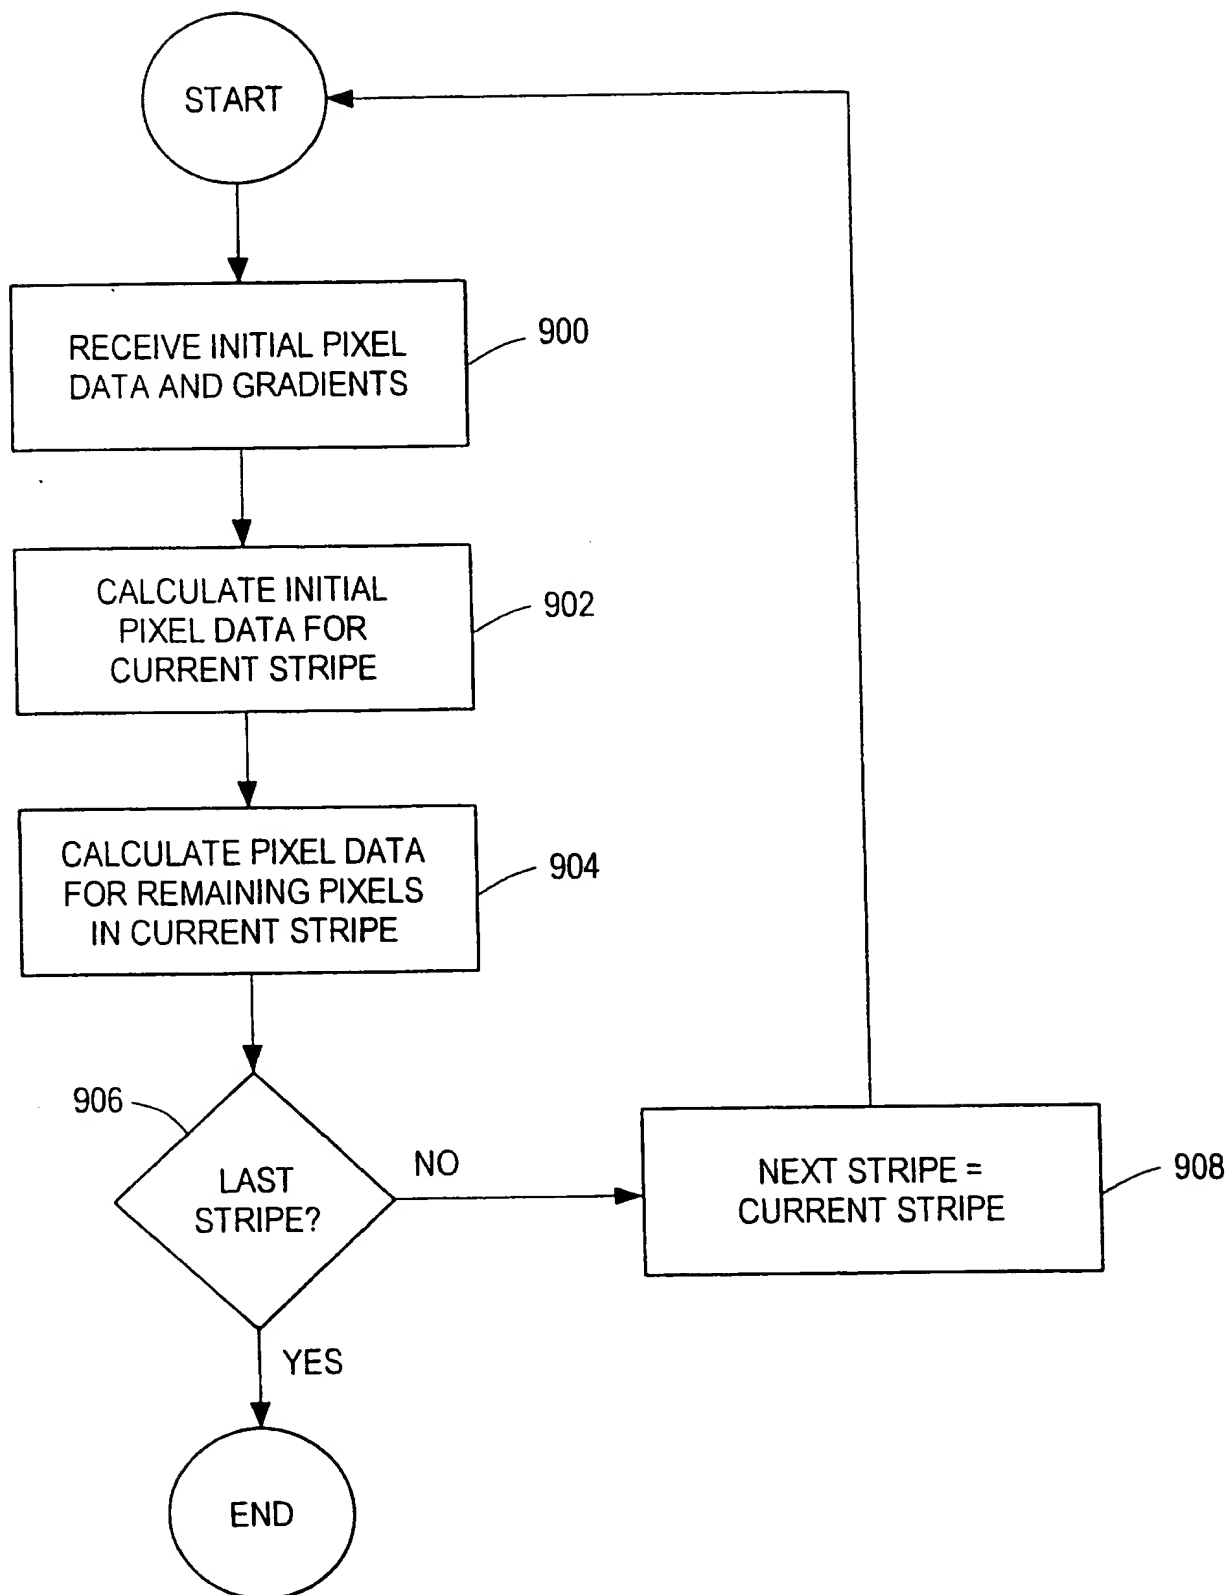 START
RECEIVE INITIAL PIXEL
DATA AND GRADIENTS
900
CALCULATE INITIAL
PIXEL DATA FOR
CURRENT STRIPE
902
CALCULATE PIXEL DATA
FOR REMAINING PIXELS
IN CURRENT STRIPE
904
906
LAST
STRIPE?
NO
NEXT STRIPE =
CURRENT STRIPE
908
YES
END